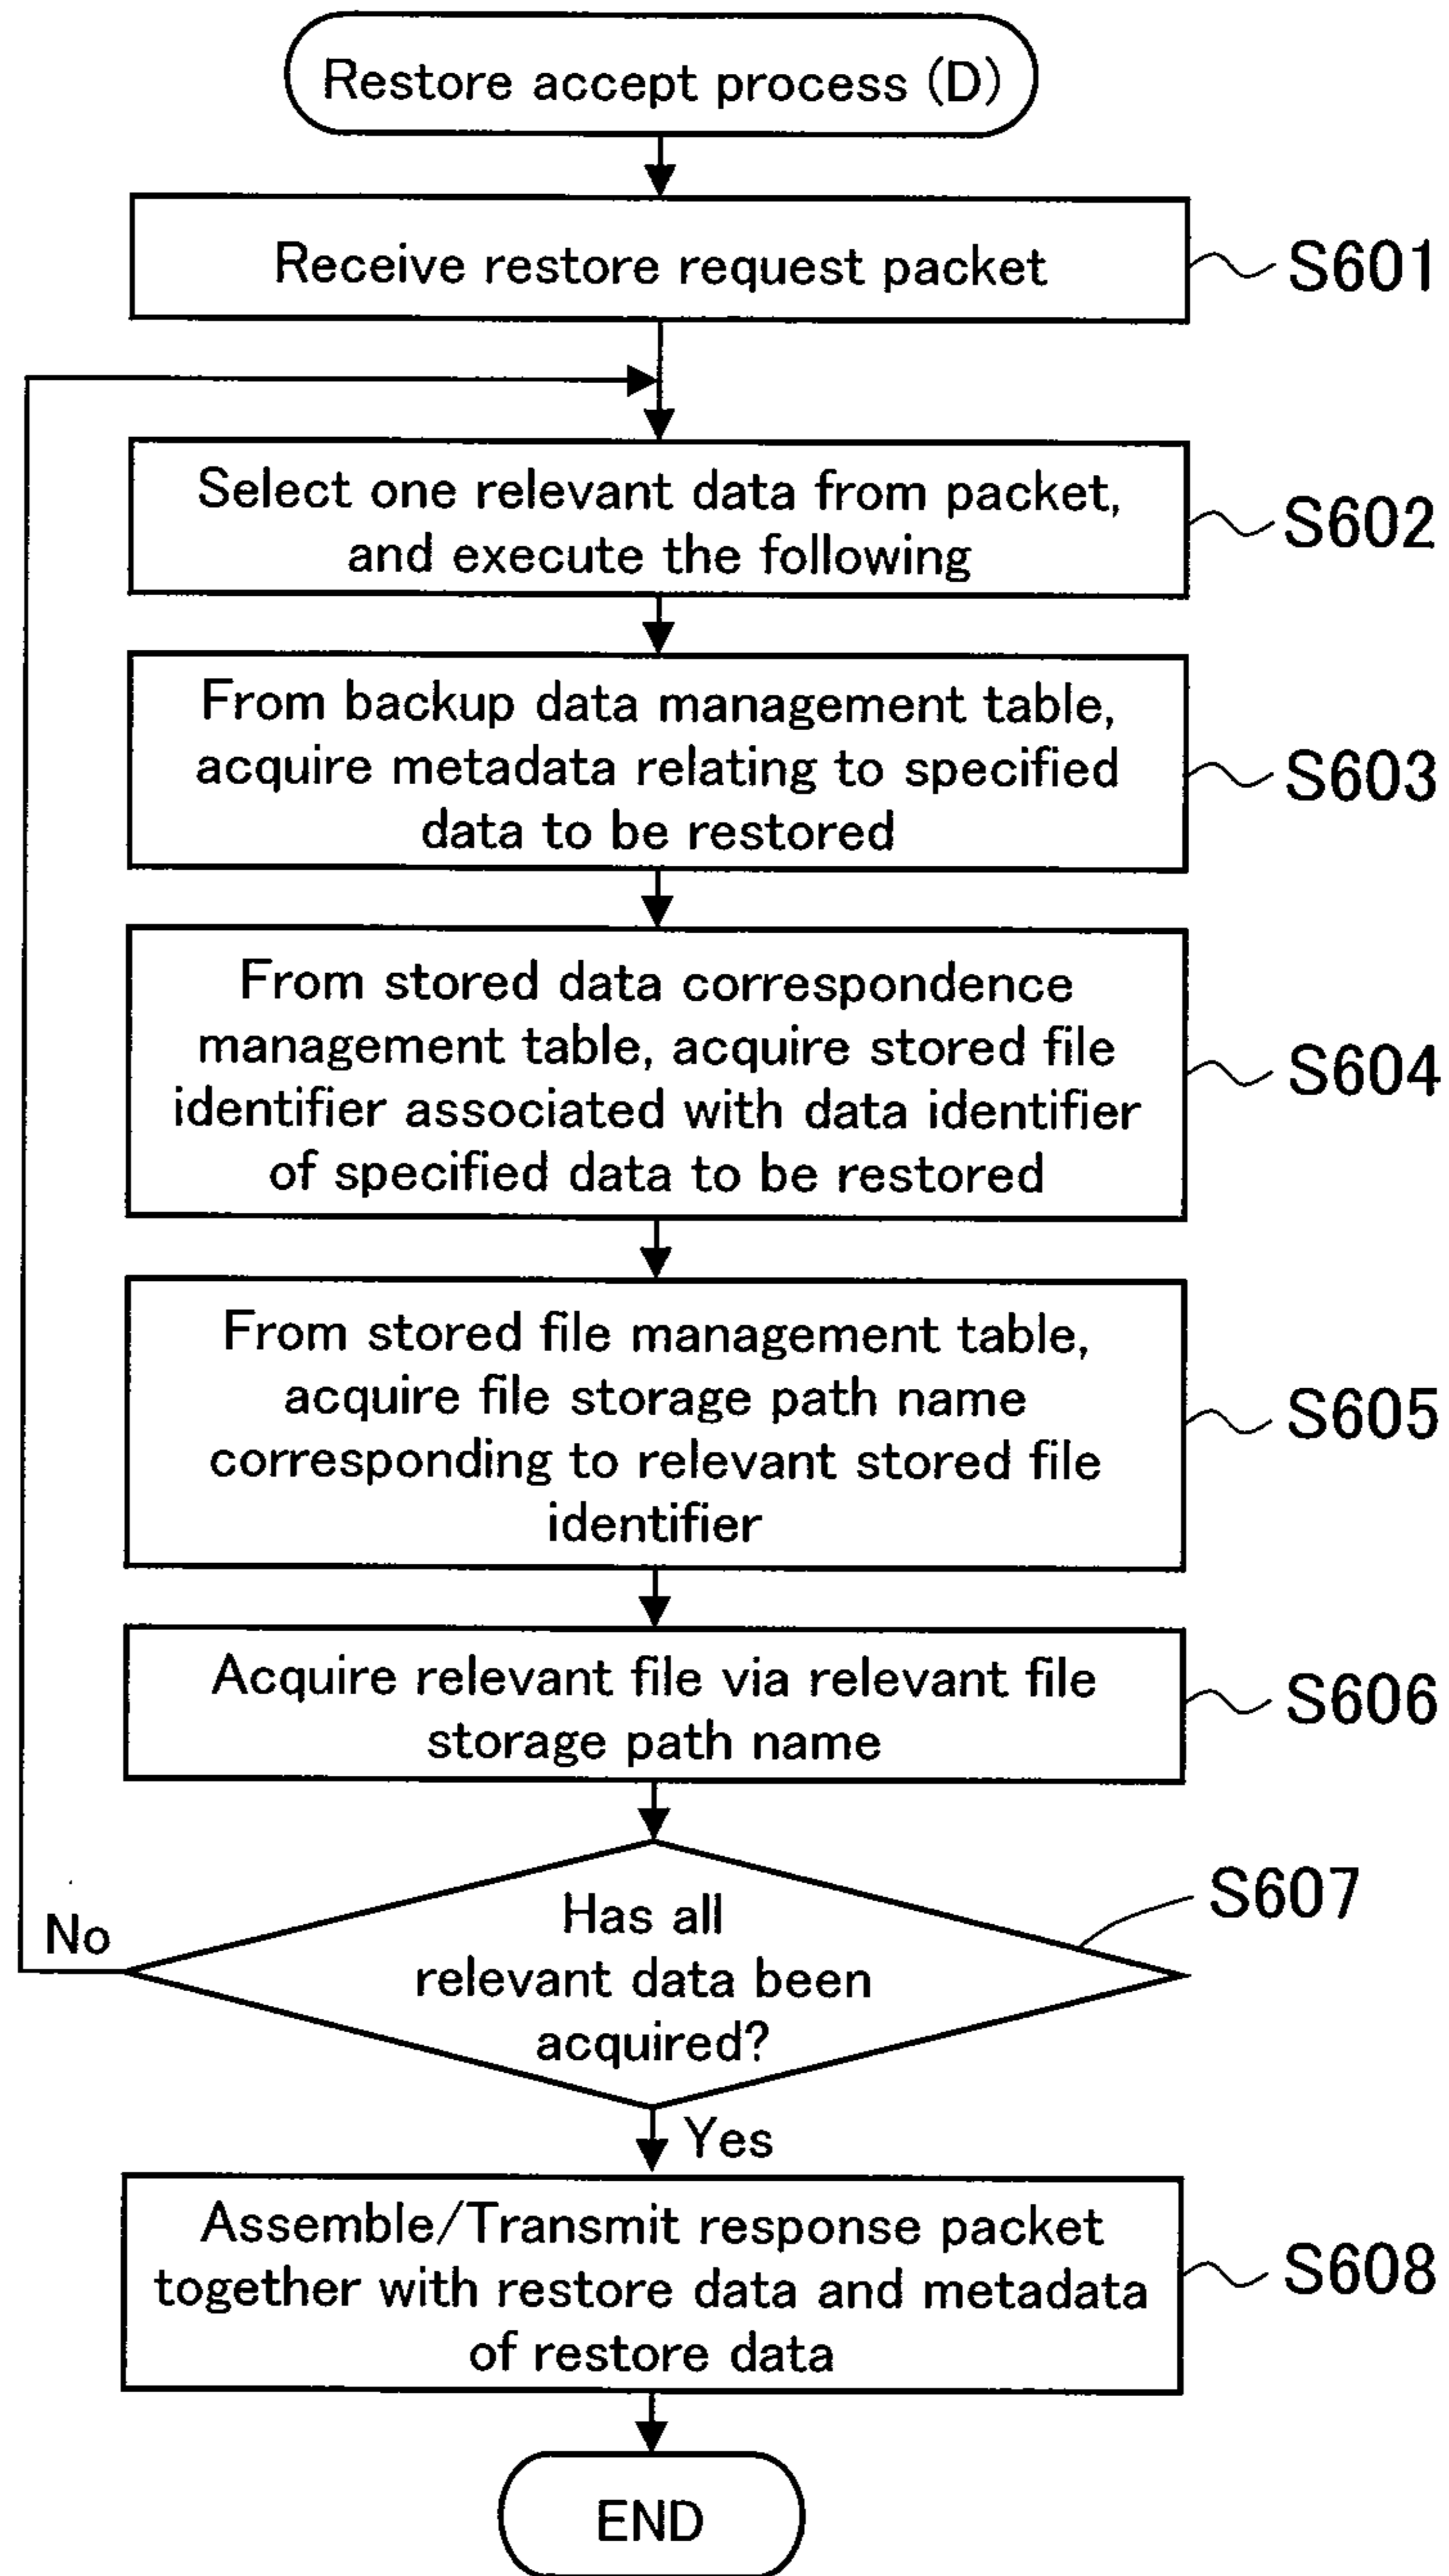 Restore accept process (D)
Receive restore request packet
S601
Select one relevant data from packet,
and execute the following
S602
From backup data management table,
acquire metadata relating to specified
data to be restored
S603
From stored data correspondence
management table, acquire stored file
identifier associated with data identifier
of specified data to be restored
S604
From stored file management table,
acquire file storage path name
corresponding to relevant stored file
identifier
S605
Acquire relevant file via relevant file
storage path name
S606
Has all
relevant data been
acquired?
S607
No
Yes
Assemble/Transmit response packet
together with restore data and metadata
of restore data
S608
END